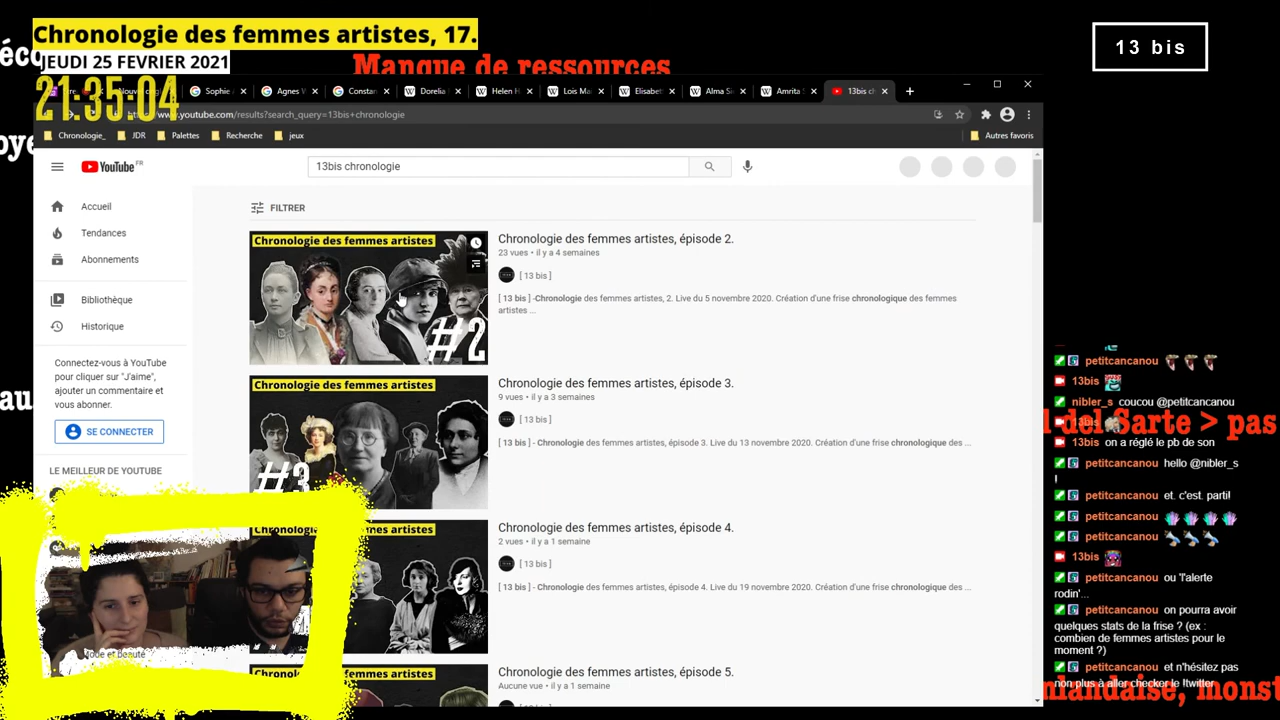 Chronologie des femmes artistes, 17.
JEUDI 25 FEVRIER 2021
21:35:04
Manque de ressources
13 bis
Sophie
Agnes W
Constan
Dorelia
Helen H
Lois Mai
Elisabet
Alma Si
Amrita S
13bis ch
www.youtube.com/results?search_query=13bis+chronologie
Chronologie_
JDR
Palettes
Recherche
jeux
Autres favoris
YouTube FR
13bis chronologie
Accueil
Tendances
Abonnements
Bibliothèque
Historique
Connectez-vous à YouTube
pour cliquer sur "J'aime",
ajouter un commentaire et
vous abonner.
SE CONNECTER
LE MEILLEUR DE YOUTUBE
Mode et beauté
FILTRER
Chronologie des femmes artistes
#2
Chronologie des femmes artistes, épisode 2.
23 vues • il y a 4 semaines
[ 13 bis ]
[ 13 bis ] -Chronologie des femmes artistes, 2. Live du 5 novembre 2020. Création d'une frise chronologique des femmes
artistes ...
Chronologie des femmes artistes
#3
Chronologie des femmes artistes, épisode 3.
9 vues • il y a 3 semaines
[ 13 bis ]
[ 13 bis ] - Chronologie des femmes artistes, épisode 3. Live du 13 novembre 2020. Création d'une frise chronologique des ...
Chronologie des femmes artistes
Chronologie des femmes artistes, épisode 4.
2 vues • il y a 1 semaine
[ 13 bis ]
[ 13 bis ] - Chronologie des femmes artistes, épisode 4. Live du 19 novembre 2020. Création d'une frise chronologique des ...
Chronologie des femmes artistes
Chronologie des femmes artistes, épisode 5.
Aucune vue • il y a 1 semaine
petitcancanou
13bis
nibler_s coucou @petitcancanou
13bis
13bis on a réglé le pb de son
petitcancanou hello @nibler_s
!
petitcancanou et. c'est. parti!
petitcancanou
petitcancanou
13bis
petitcancanou ou 'l'alerte
rodin'...
petitcancanou on pourra avoir
quelques stats de la frise ? (ex :
combien de femmes artistes pour le
moment ?)
petitcancanou et n'hésitez pas
non plus à aller checker le !twitter
del Sarte > pas